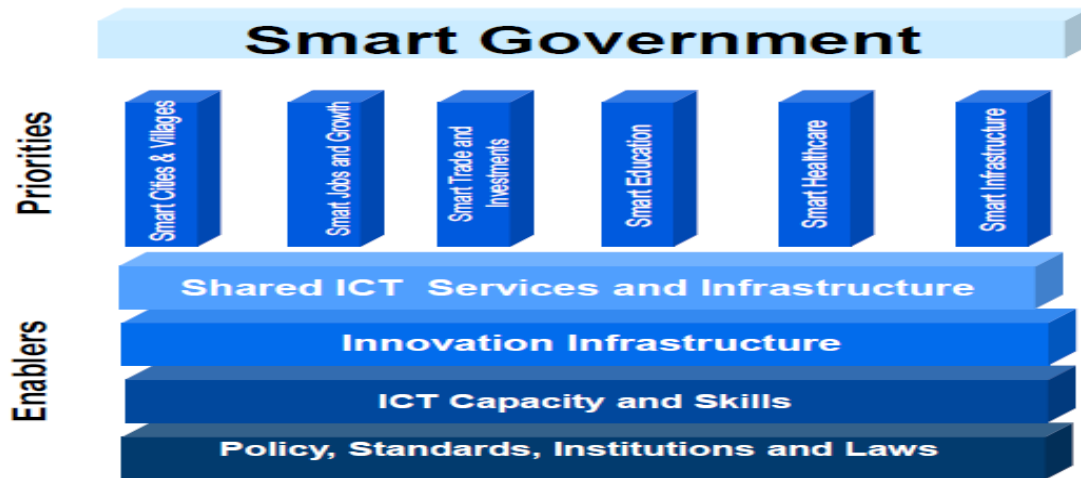 Smart Government
Priorities
Smart Cities & Villages
Smart Jobs and Growth
Smart Trade and
Investments
Smart Education
Smart Healthcare
Smart Infrastructure
Enablers
Shared ICT Services and Infrastructure
Innovation Infrastructure
ICT Capacity and Skills
Policy, Standards, Institutions and Laws